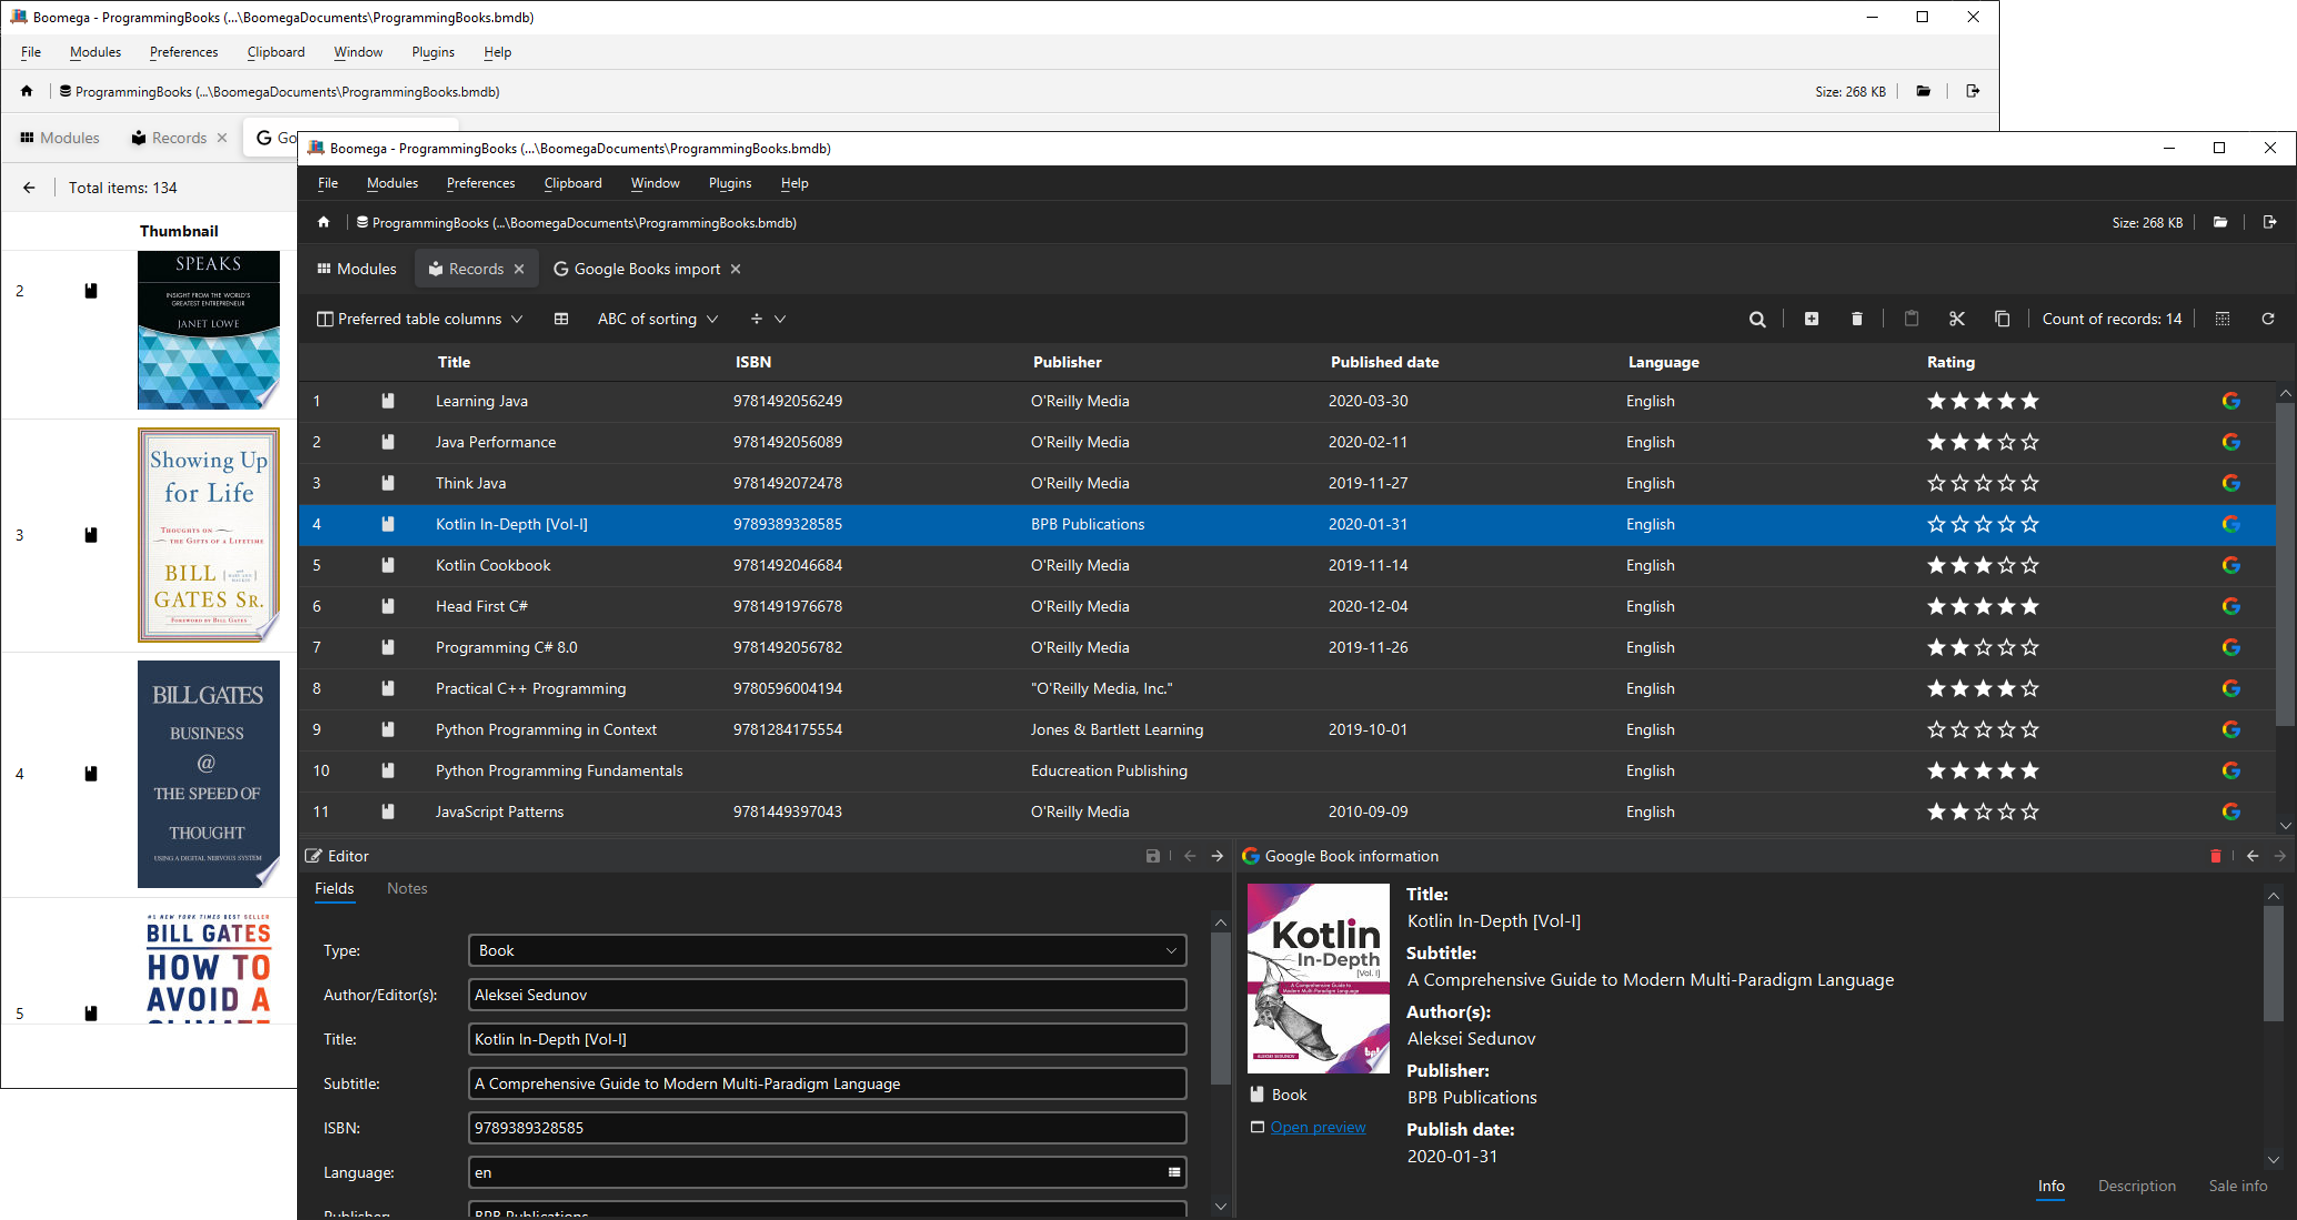 Boomega - ProgrammingBooks (...\BoomegaDocuments\ProgrammingBooks.bmdb)
File Modules Preferences Clipboard Window Plugins Help
ProgrammingBooks (...\BoomegaDocuments\ProgrammingBooks.bmdb) Size: 268 KB
Modules Records Go
Total items: 134
Thumbnail
2
SPEAKS
INSIGHT FROM THE WORLD'S
GREATEST ENTREPRENEUR
JANET LOWE
3
Showing Up
for Life
THOUGHTS ON
THE GIFTS OF A LIFETIME
BILL
GATES SR.
FOREWORD BY BILL GATES
4
BILL GATES
BUSINESS
@
THE SPEED OF
THOUGHT
USING A DIGITAL NERVOUS SYSTEM
5
#1 NEW YORK TIMES BEST SELLER
BILL GATES
HOW TO
AVOID A
CLIMATE
Boomega - ProgrammingBooks (...\BoomegaDocuments\ProgrammingBooks.bmdb)
File Modules Preferences Clipboard Window Plugins Help
ProgrammingBooks (...\BoomegaDocuments\ProgrammingBooks.bmdb) Size: 268 KB
Modules Records Google Books import
Preferred table columns ABC of sorting Count of records: 14
Title ISBN Publisher Published date Language Rating
1 Learning Java 9781492056249 O'Reilly Media 2020-03-30 English
2 Java Performance 9781492056089 O'Reilly Media 2020-02-11 English
3 Think Java 9781492072478 O'Reilly Media 2019-11-27 English
4 Kotlin In-Depth [Vol-I] 9789389328585 BPB Publications 2020-01-31 English
5 Kotlin Cookbook 9781492046684 O'Reilly Media 2019-11-14 English
6 Head First C# 9781491976678 O'Reilly Media 2020-12-04 English
7 Programming C# 8.0 9781492056782 O'Reilly Media 2019-11-26 English
8 Practical C++ Programming 9780596004194 "O'Reilly Media, Inc." English
9 Python Programming in Context 9781284175554 Jones & Bartlett Learning 2019-10-01 English
10 Python Programming Fundamentals Educreation Publishing English
11 JavaScript Patterns 9781449397043 O'Reilly Media 2010-09-09 English
Editor
Fields Notes
Type: Book
Author/Editor(s): Aleksei Sedunov
Title: Kotlin In-Depth [Vol-I]
Subtitle: A Comprehensive Guide to Modern Multi-Paradigm Language
ISBN: 9789389328585
Language: en
Publisher: BPB Publications
Google Book information
Kotlin
In-Depth
[Vol. I]
A Comprehensive Guide to
Modern Multi-Paradigm Language
ALEKSEI SEDUNOV
bpb
Book
Open preview
Title:
Kotlin In-Depth [Vol-I]
Subtitle:
A Comprehensive Guide to Modern Multi-Paradigm Language
Author(s):
Aleksei Sedunov
Publisher:
BPB Publications
Publish date:
2020-01-31
Info Description Sale info